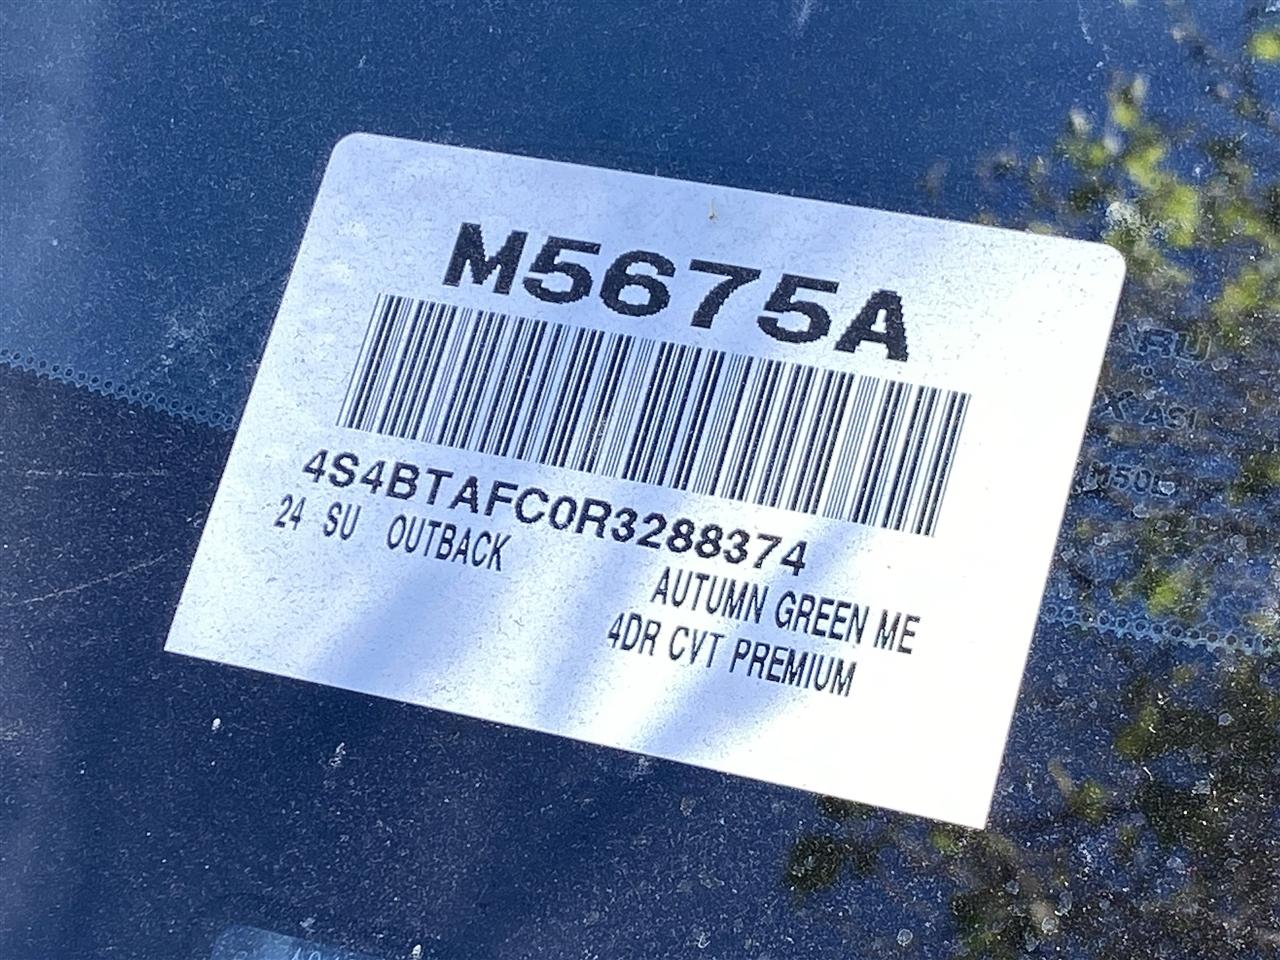 M5675A
4S4BTAFC0R3288374
24 SU OUTBACK
AUTUMN GREEN ME
4DR CVT PREMIUM